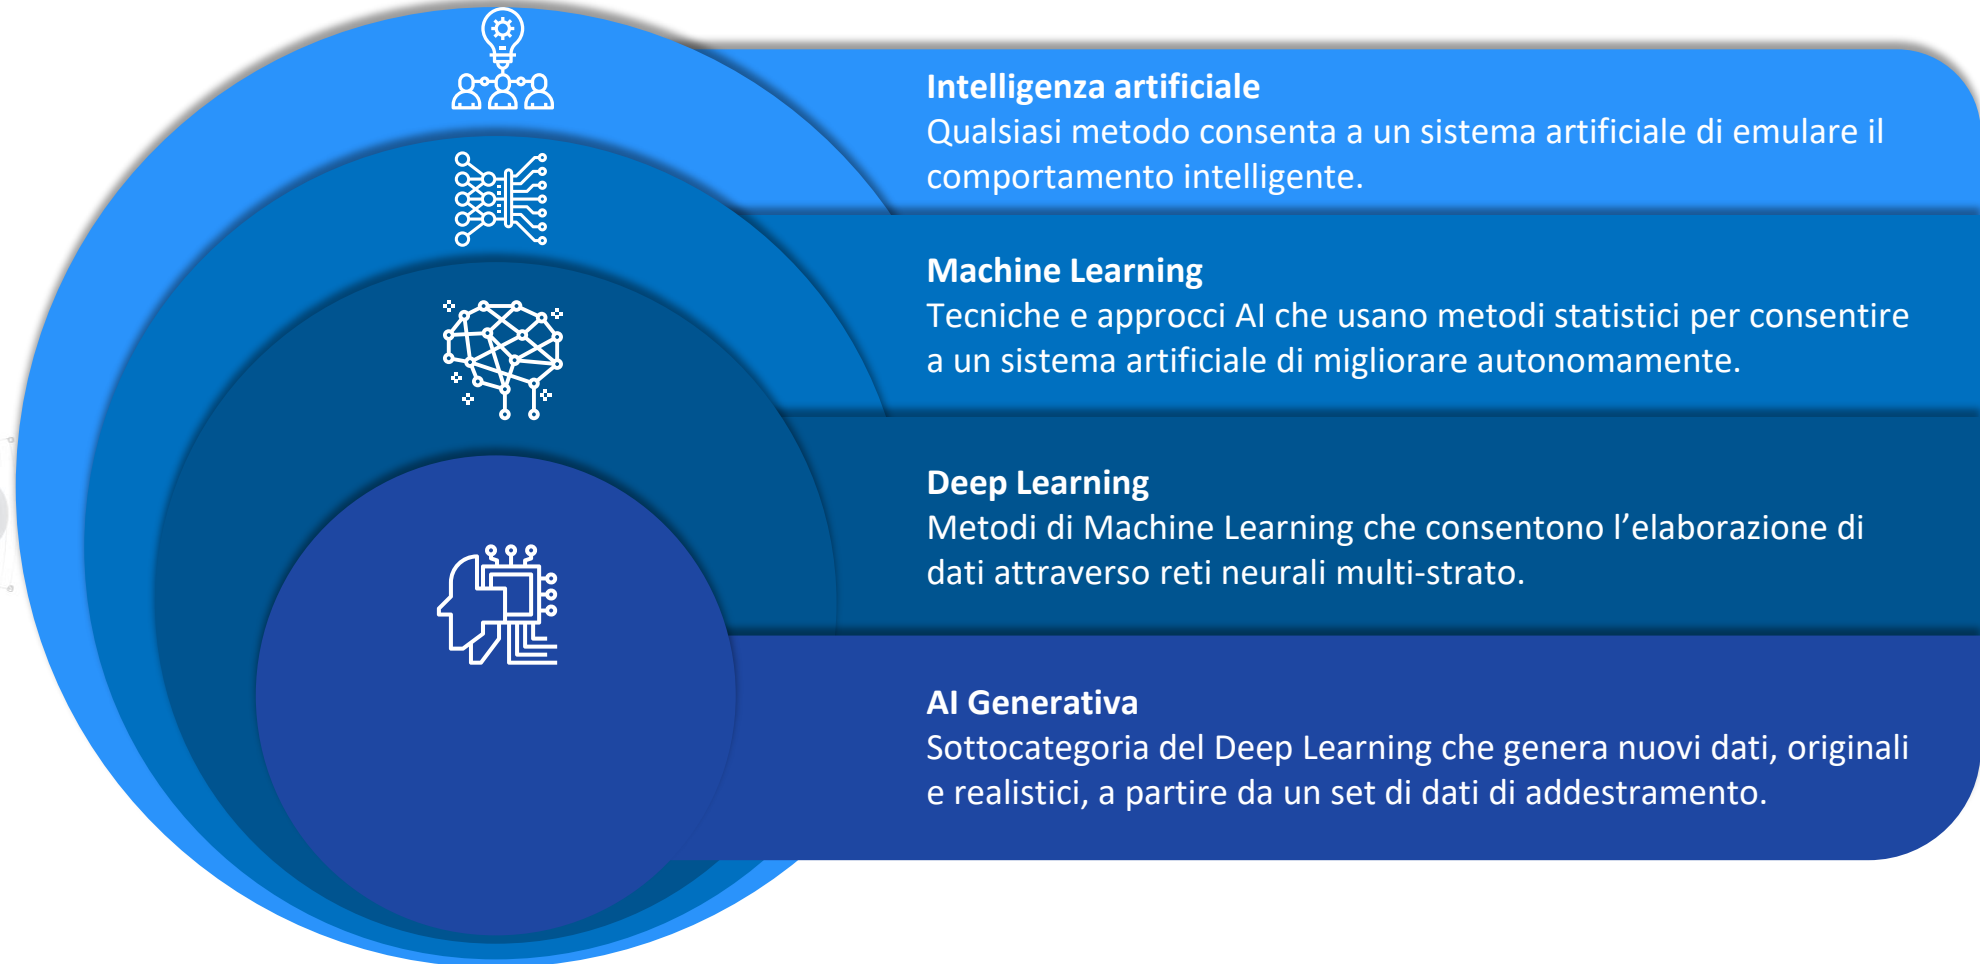 Intelligenza artificiale
Qualsiasi metodo consenta a un sistema artificiale di emulare il
comportamento intelligente.
Machine Learning
Tecniche e approcci AI che usano metodi statistici per consentire
a un sistema artificiale di migliorare autonomamente.
Deep Learning
Metodi di Machine Learning che consentono l’elaborazione di
dati attraverso reti neurali multi-strato.
AI Generativa
Sottocategoria del Deep Learning che genera nuovi dati, originali
e realistici, a partire da un set di dati di addestramento.